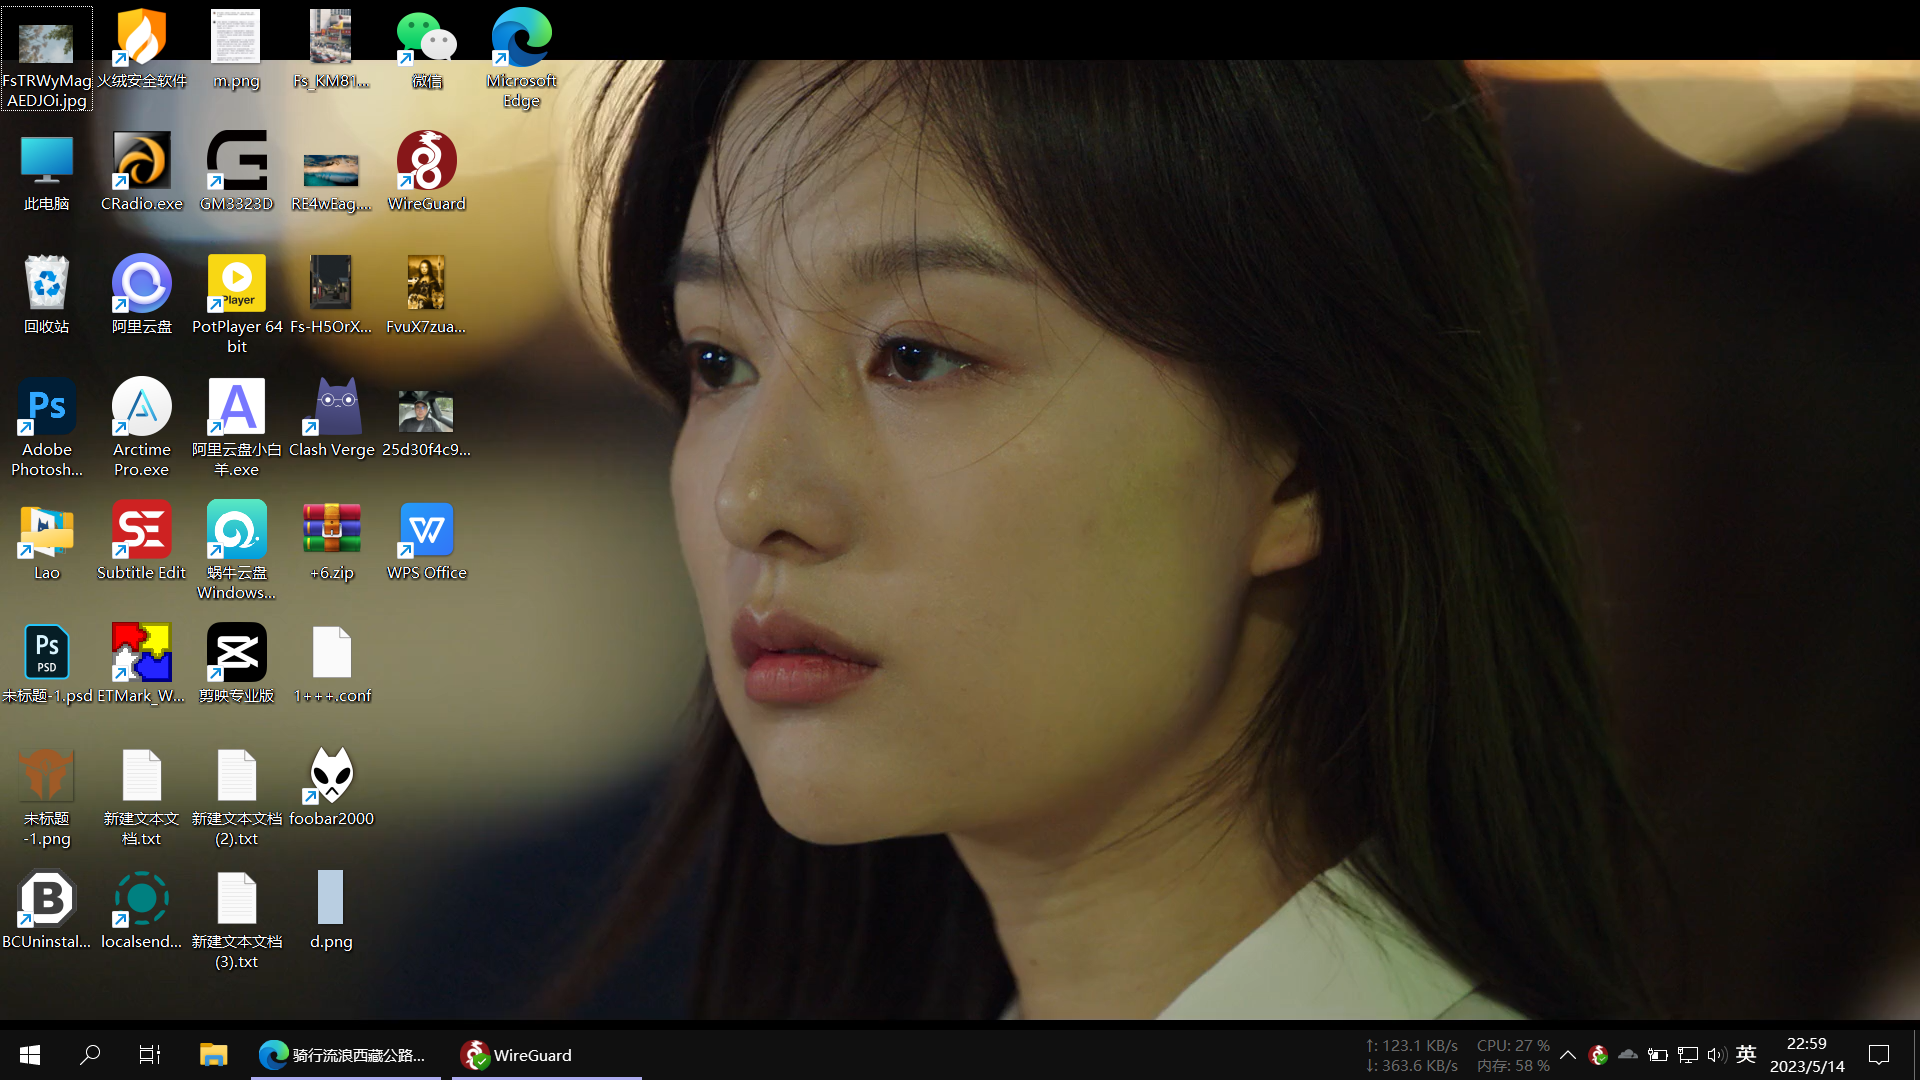 FsTRWyMag
AEDJOi.jpg
火绒安全软件
m.png
Fs_KM81...
微信
Microsoft
Edge
此电脑
CRadio.exe
GM3323D
RE4wEag....
WireGuard
回收站
阿里云盘
Player
PotPlayer 64
bit
Fs-H5OrX...
FvuX7zua...
Ps
Adobe
Photosh...
Arctime
Pro.exe
阿里云盘小白
羊.exe
Clash Verge
25d30f4c9...
Lao
SE
Subtitle Edit
蜗牛云盘
Windows...
+6.zip
WPS Office
Ps
PSD
未标题-1.psd
ETMark_W...
剪映专业版
1+++.conf
未标题
-1.png
新建文本文
档.txt
新建文本文档
(2).txt
foobar2000
B
BCUninstal...
localsend...
新建文本文档
(3).txt
d.png
骑行流浪西藏公路...
WireGuard
↑: 123.1 KB/s
↓: 363.6 KB/s
CPU: 27 %
内存: 58 %
英
22:59
2023/5/14